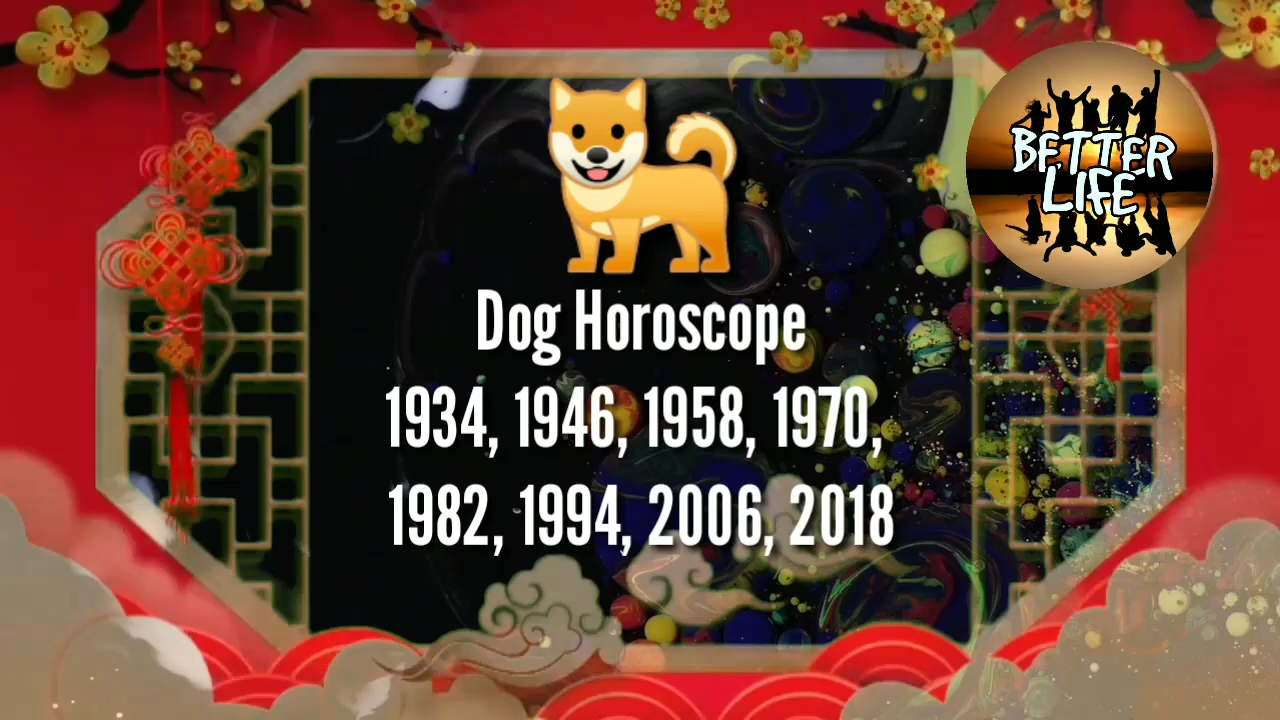 BETTER
LIFE
Dog Horoscope
1934, 1946, 1958, 1970,
1982, 1994, 2006, 2018